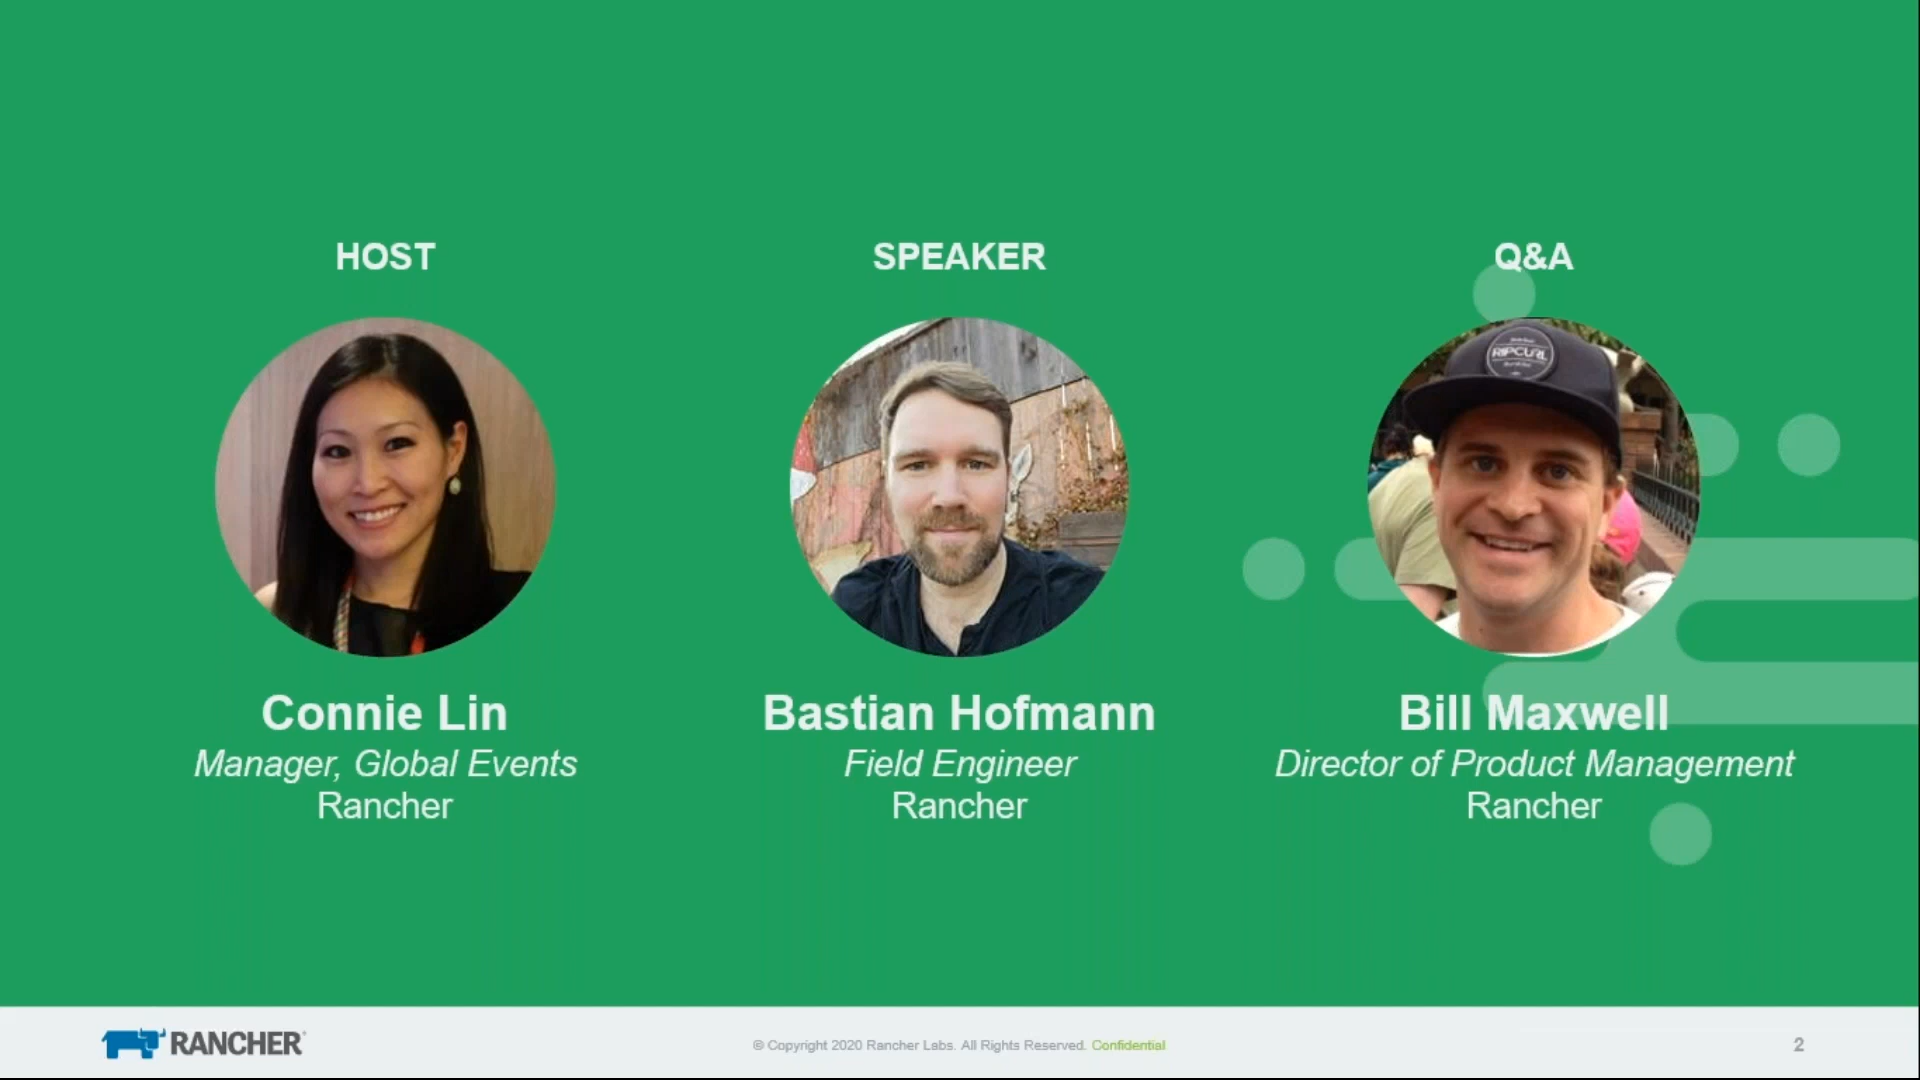 HOST
SPEAKER
Q&A
RIPCURL
Connie Lin
Manager, Global Events
Rancher
Bastian Hofmann
Field Engineer
Rancher
Bill Maxwell
Director of Product Management
Rancher
RANCHER
© Copyright 2020 Rancher Labs. All Rights Reserved. Confidential
2